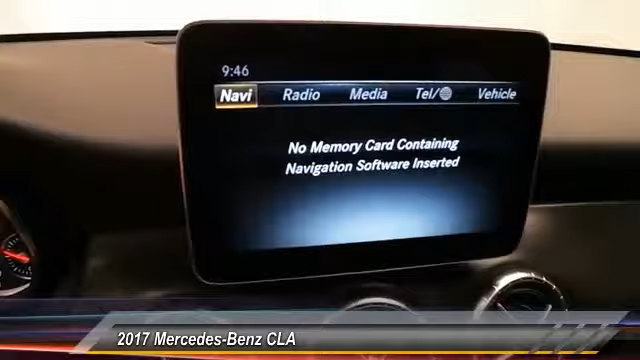 9:46
Navi Radio Media Tel/ Vehicle
No Memory Card Containing
Navigation Software Inserted
2017 Mercedes-Benz CLA